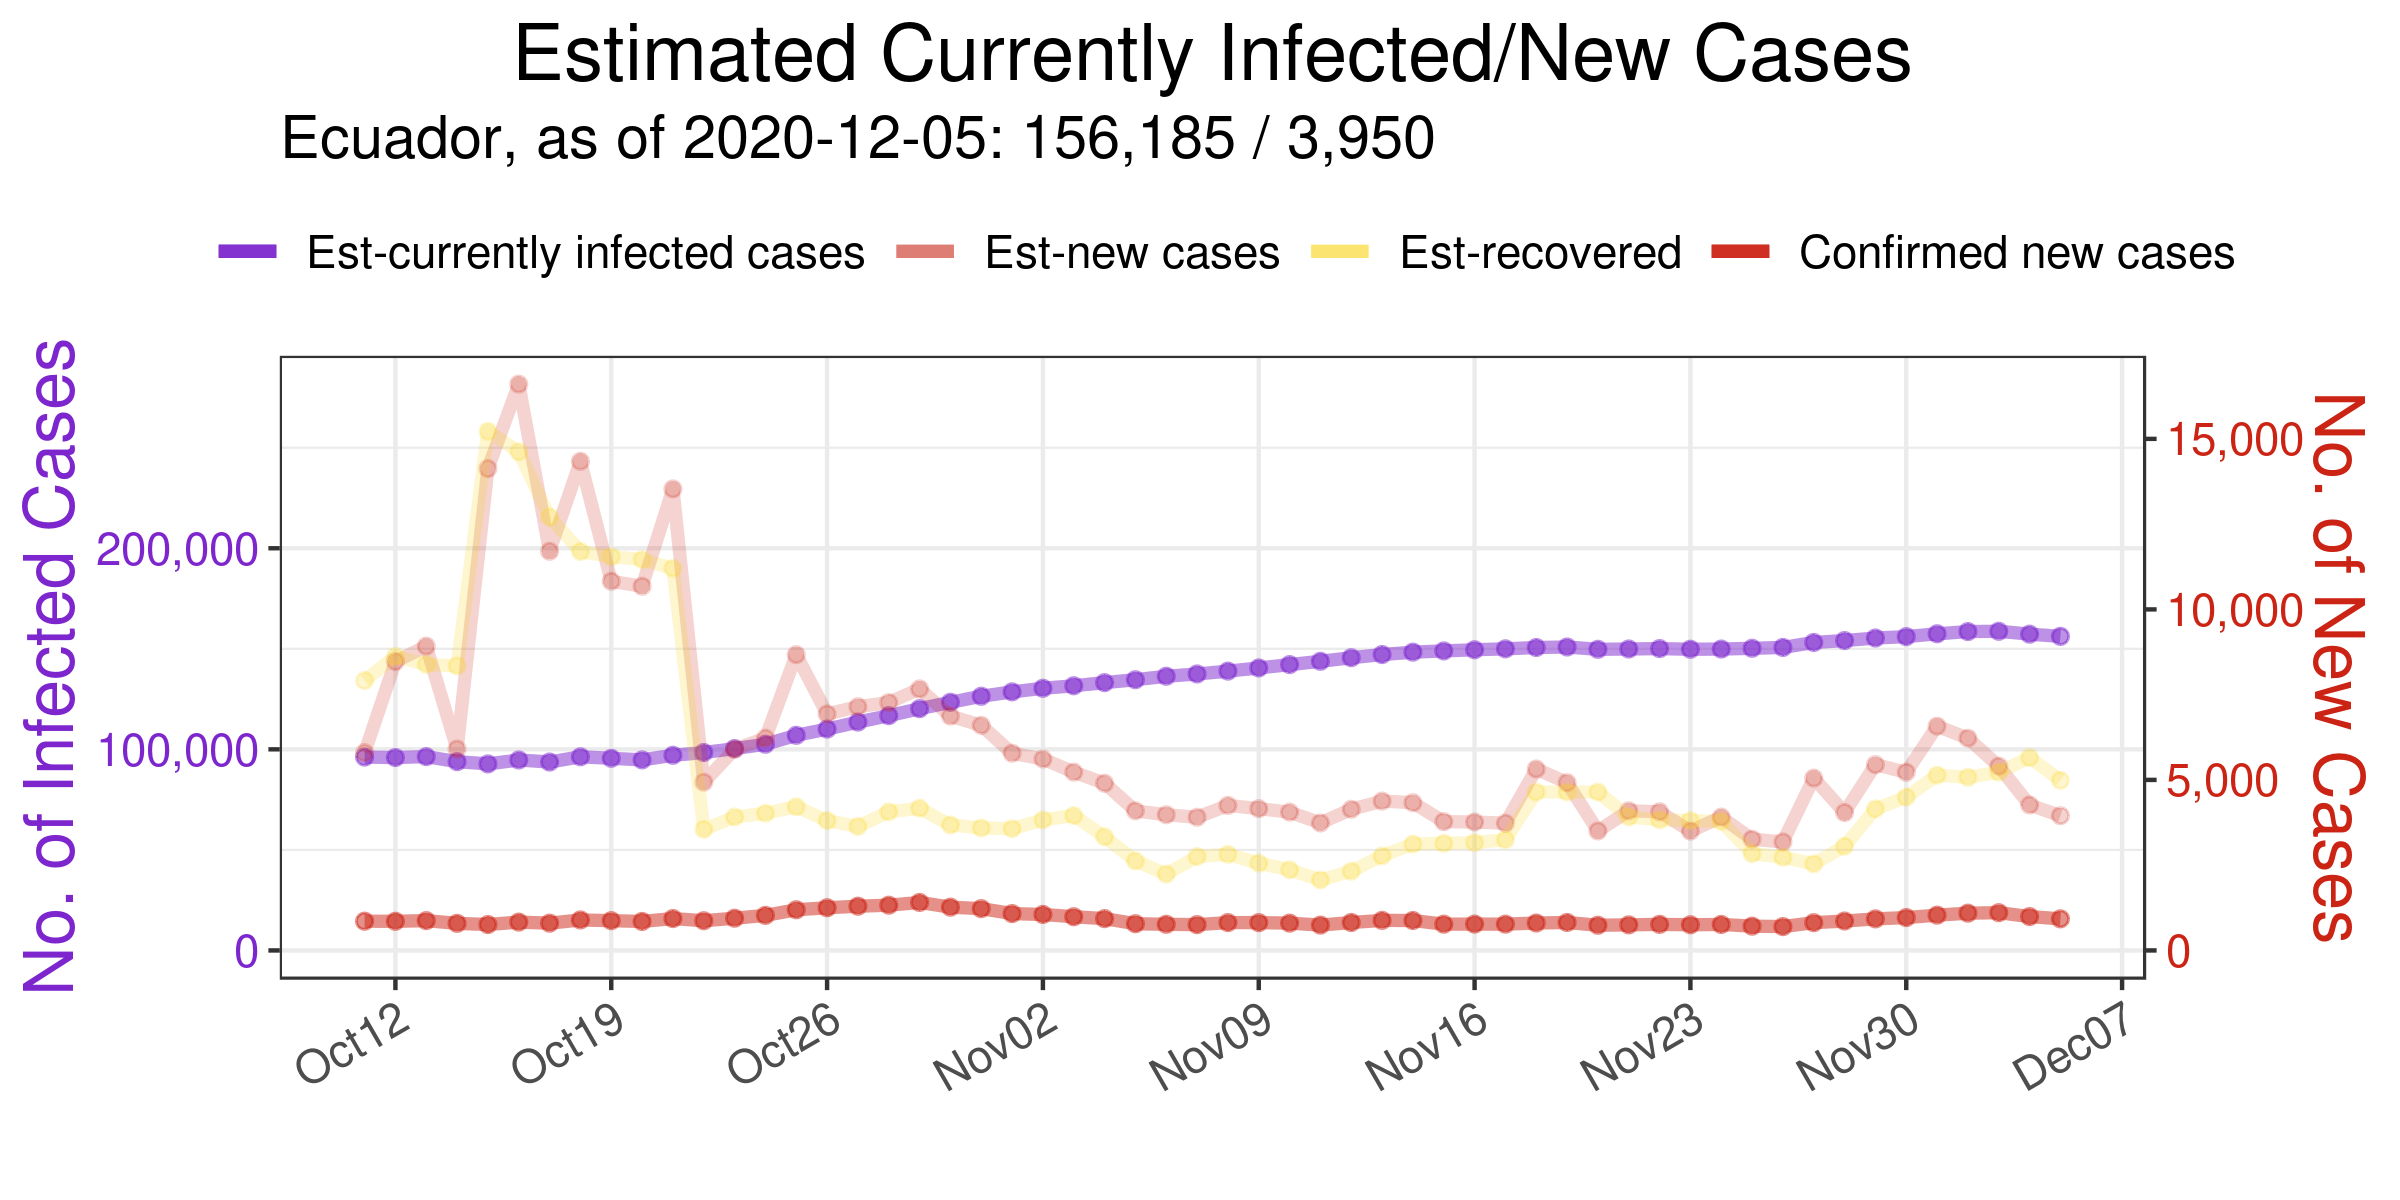 Estimated Currently Infected/New Cases
Ecuador, as of 2020-12-05: 156,185 / 3,950
Est-currently infected cases Est-new cases Est-recovered Confirmed new cases
No. of Infected Cases
200,000
100,000
0
15,000
10,000
5,000
0
No. of New Cases
Oct12 Oct19 Oct26 Nov02 Nov09 Nov16 Nov23 Nov30 Dec07